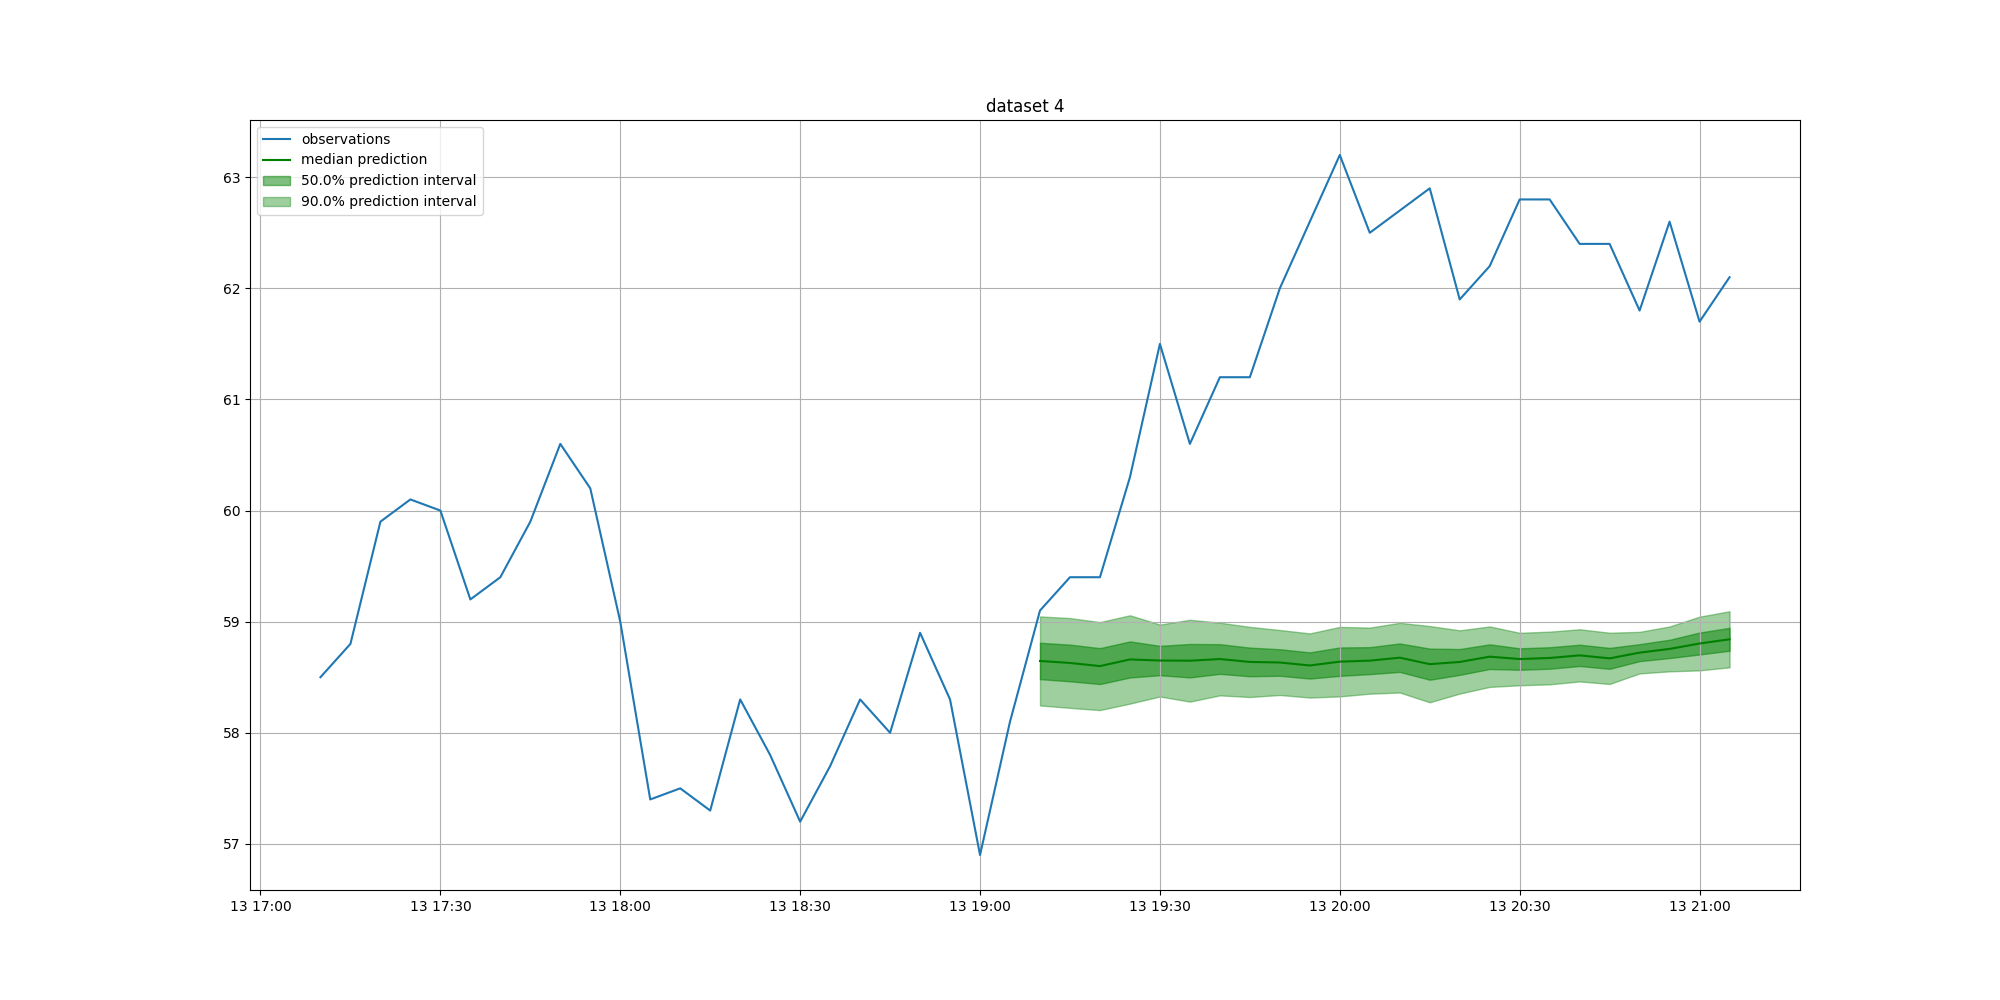 dataset 4
observations
median prediction
50.0% prediction interval
90.0% prediction interval
63
62
61
60
59
58
57
13 17:00 13 17:30 13 18:00 13 18:30 13 19:00 13 19:30 13 20:00 13 20:30 13 21:00